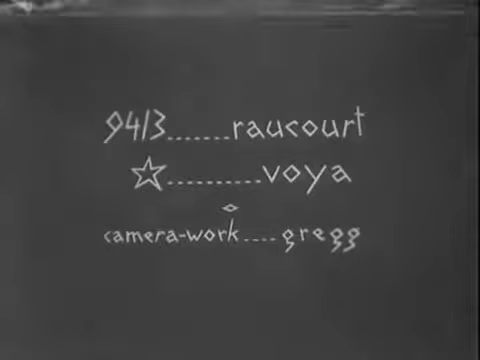 9413.......raucourt
☆..........voya
camera-work....gregg